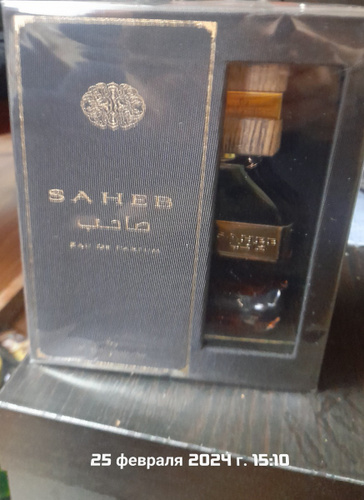 SAHEB
صاحب
EAU DE PARFUM
25 февраля 2024 г. 15:10